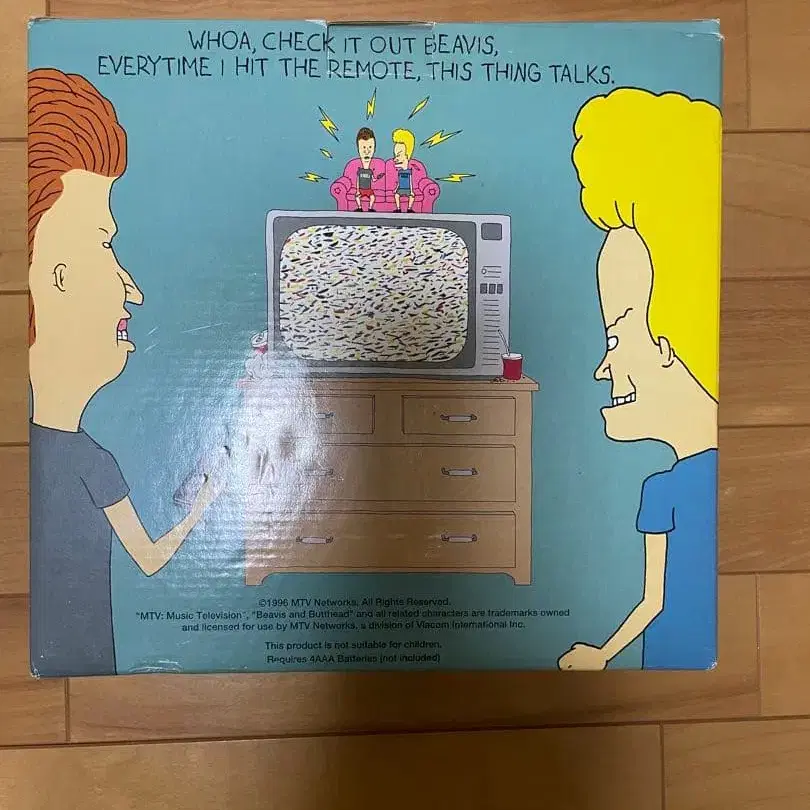 WHOA, CHECK IT OUT BEAVIS,
EVERYTIME I HIT THE REMOTE, THIS THING TALKS.
©1996 MTV Networks. All Rights Reserved.
"MTV: Music Television", "Beavis and Butthead" and all related characters are trademarks owned
and licensed for use by MTV Networks, a division of Viacom International Inc.
This product is not suitable for children.
Requires 4AAA Batteries (not included)